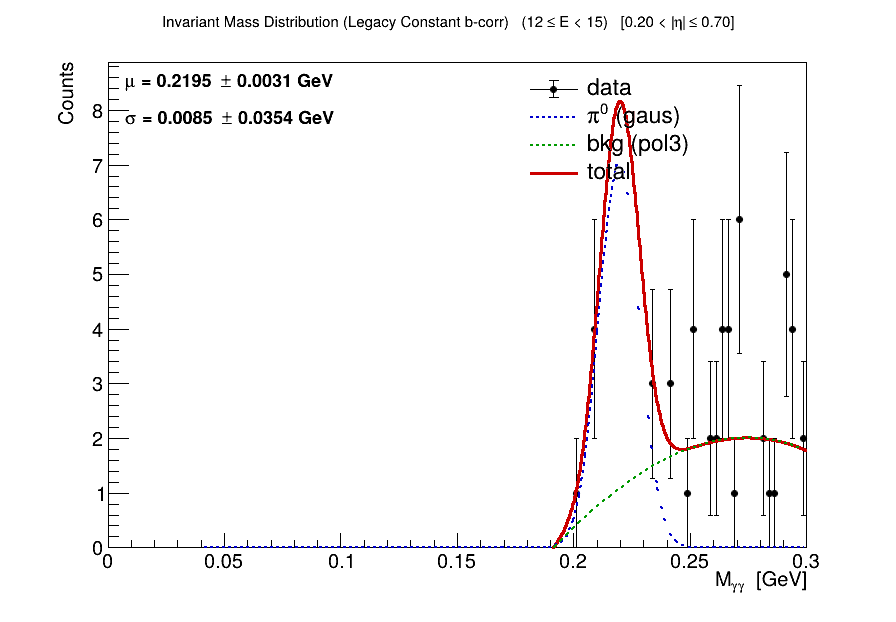 Invariant Mass Distribution (Legacy Constant b-corr) (12 ≤ E < 15) [0.20 < |η| ≤ 0.70]
μ = 0.2195 ± 0.0031 GeV
σ = 0.0085 ± 0.0354 GeV
data
π⁰ (gaus)
bkg (pol3)
total
Counts
8
7
6
5
4
3
2
1
0
0 0.05 0.1 0.15 0.2 0.25 0.3
M_γγ [GeV]